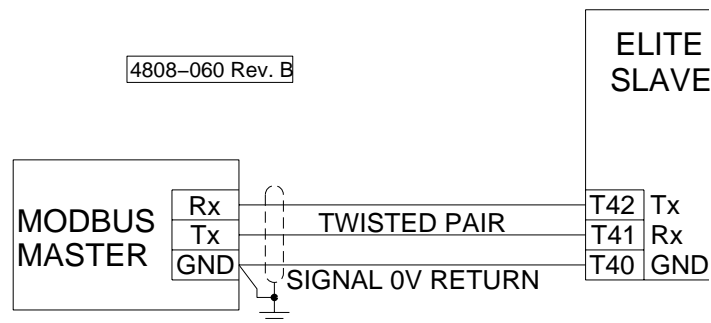 ELITE
SLAVE
4808–060 Rev. B
MODBUS
MASTER
Rx
Tx
GND
TWISTED PAIR
SIGNAL 0V RETURN
T42 Tx
T41 Rx
T40 GND